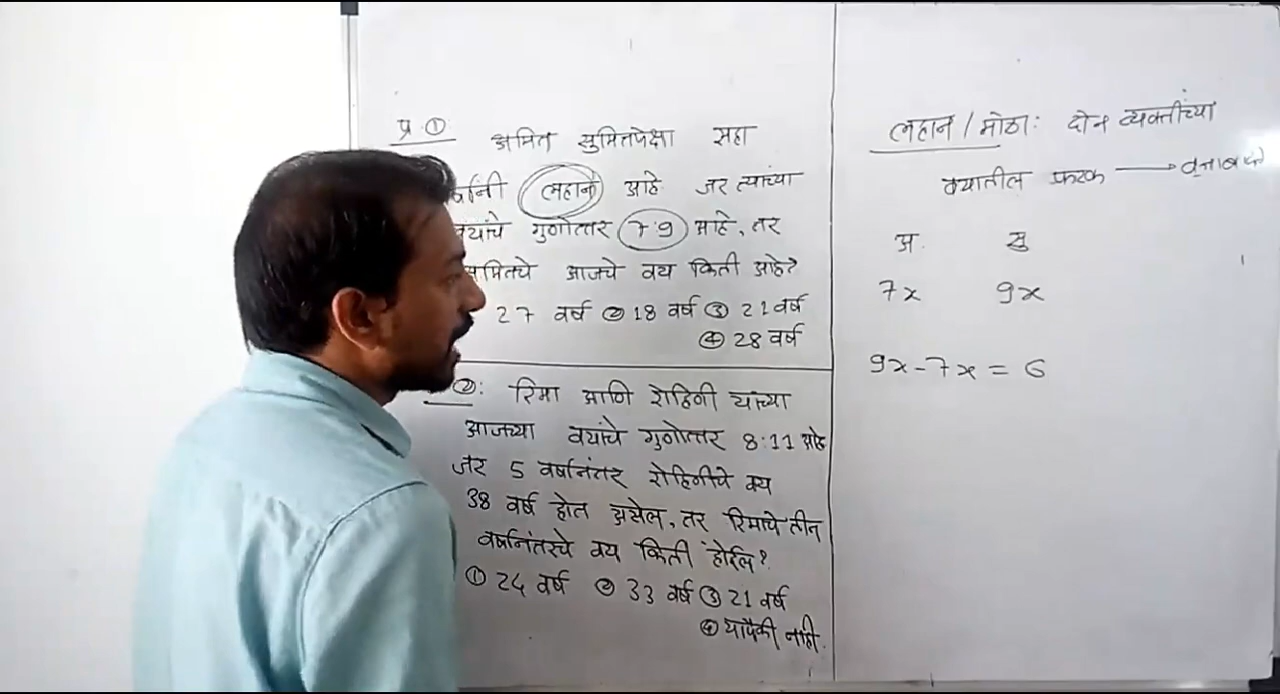 प्र.①
अमित सुमितपेक्षा सहा
लहान आहे जर त्यांच्या
गुणोत्तर 7:9 आहे, तर
आजचे वय किती आहे?
27 वर्ष ② 18 वर्ष ③ 21 वर्ष
④ 28 वर्ष
②: रिमा आणि रोहिणी यांच्या
आजच्या वयांचे गुणोत्तर 8:11 आहे
जर 5 वर्षानंतर रोहिणीचे वय
38 वर्ष होत असेल, तर रिमाचे तीन
वर्षानंतरचे वय किती होईल?
① 24 वर्ष ② 33 वर्ष ③ 21 वर्ष
④ यापैकी नाही.
लहान / मोठा: दोन व्यक्तींच्या
वयातील फरक →
अ. सु
7x 9x
9x - 7x = 6